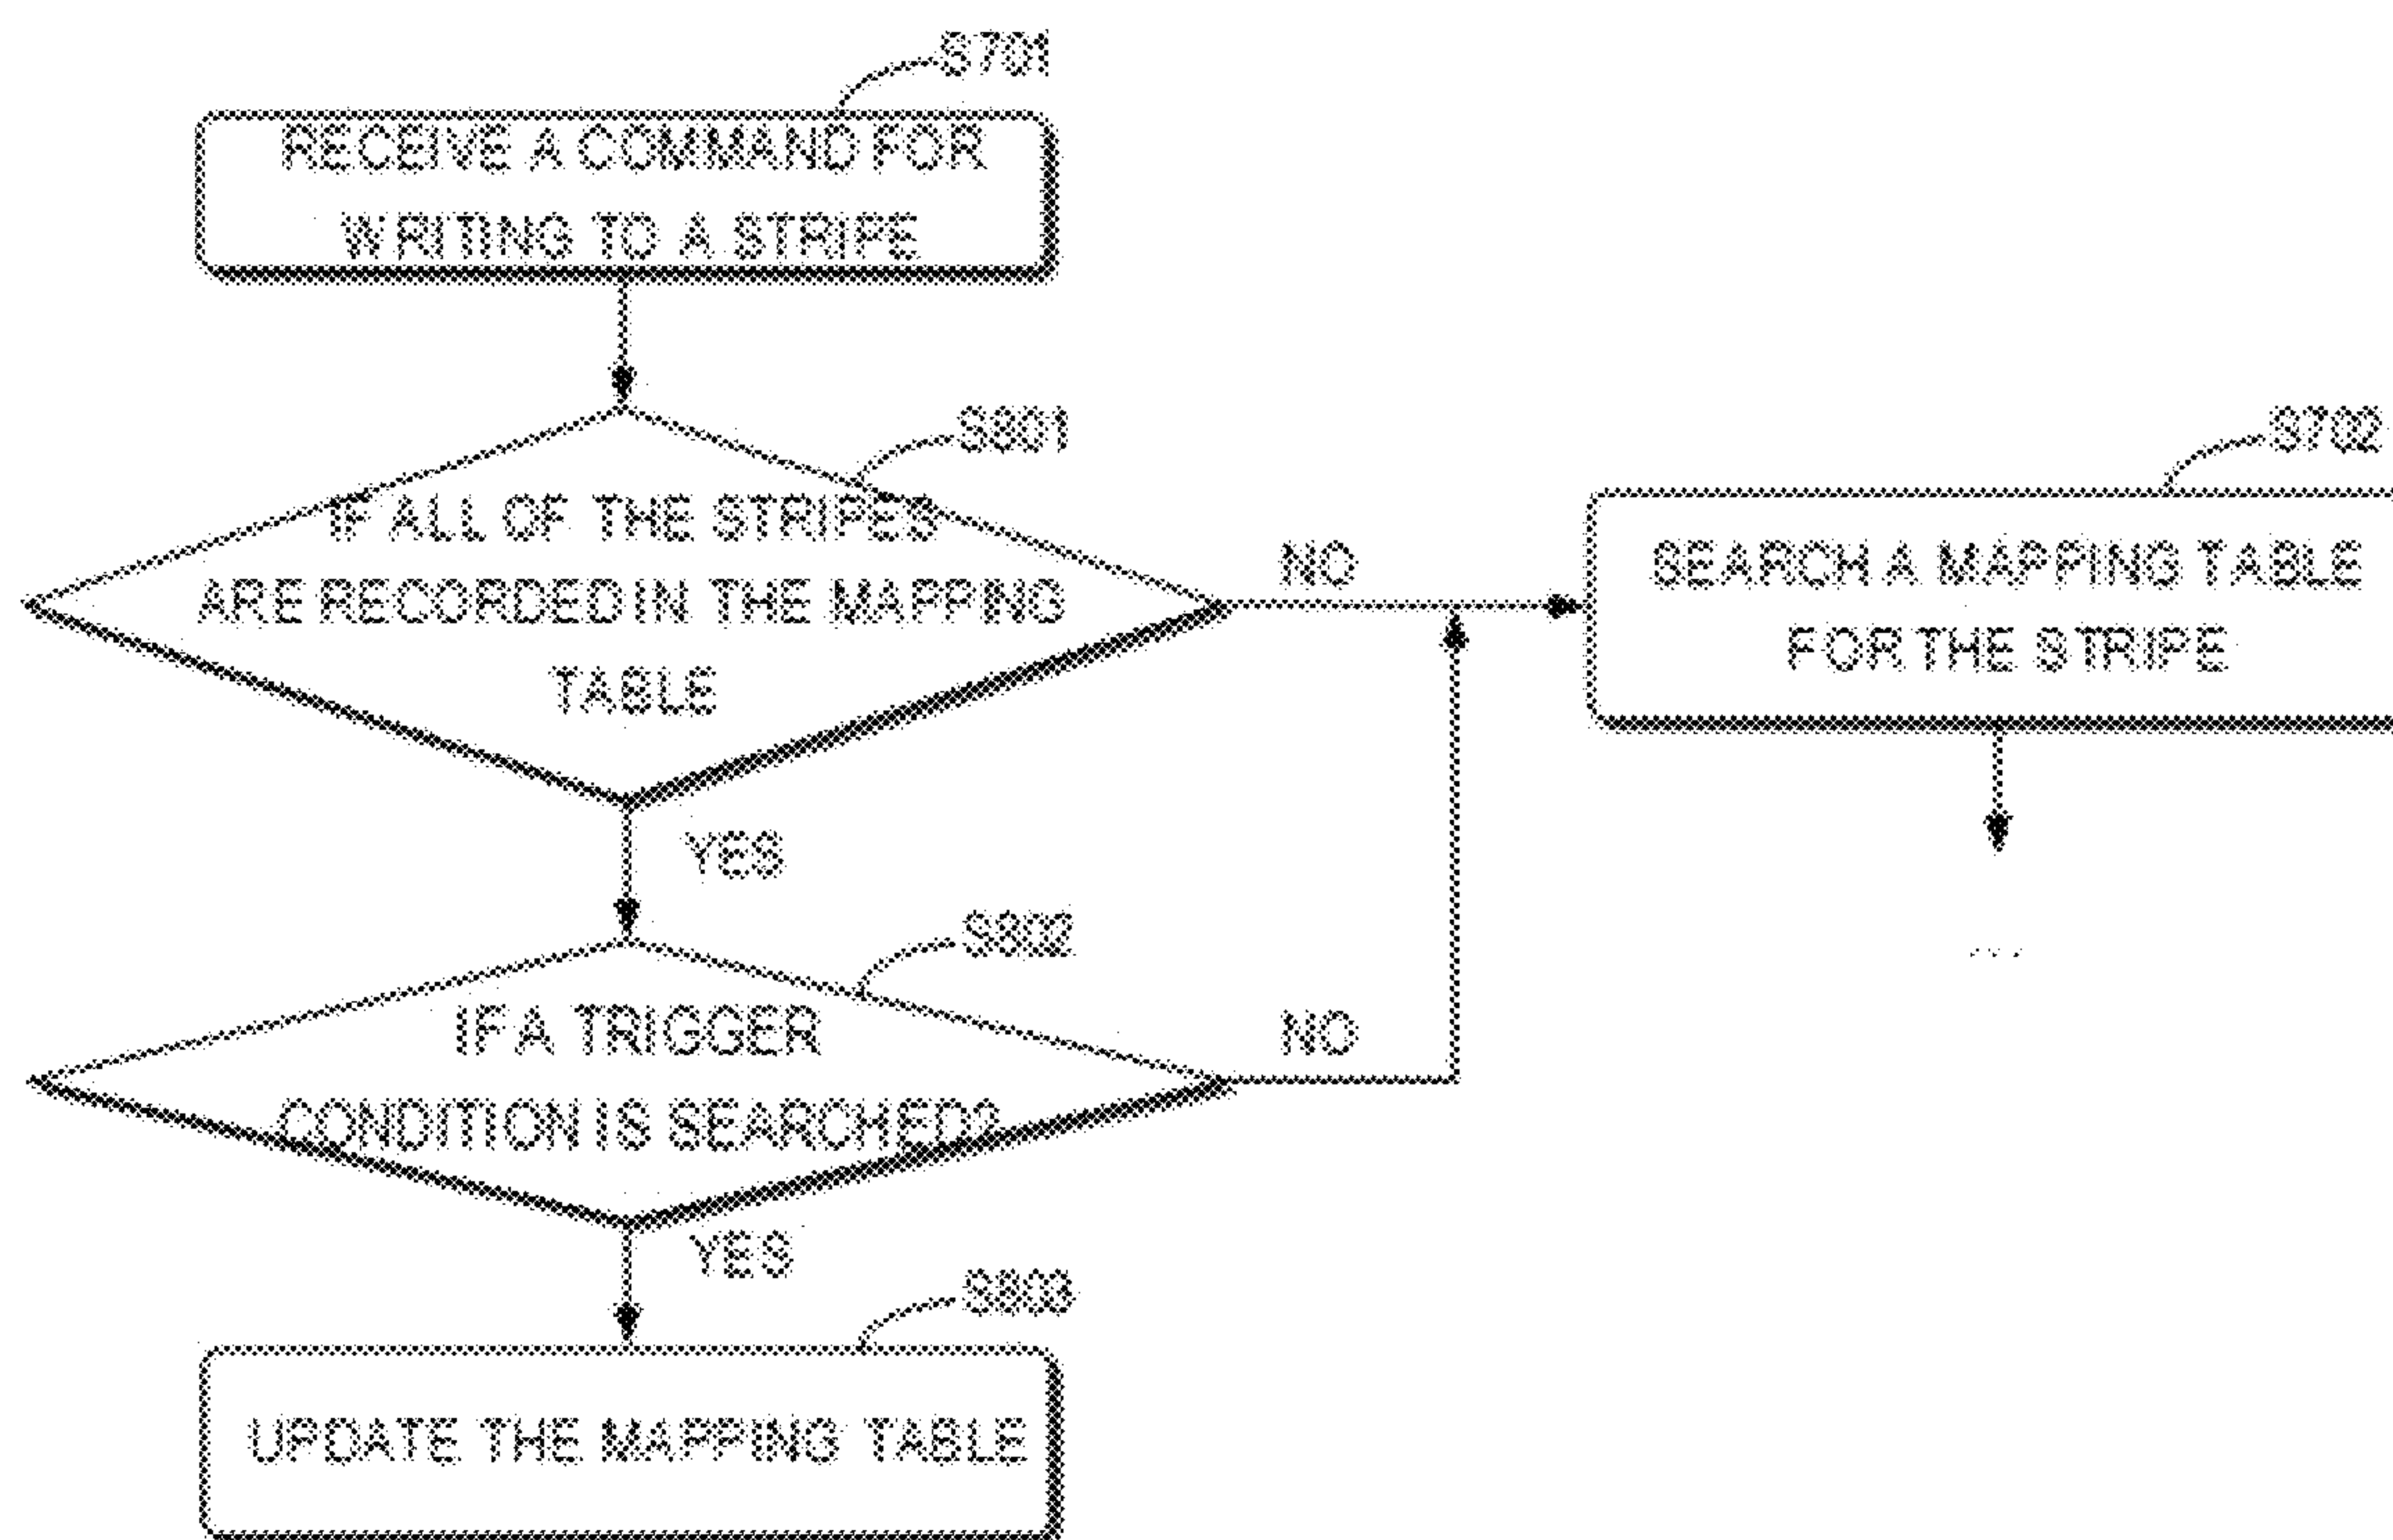 S701
RECEIVE A COMMAND FOR
WRITING TO A STRIPE
S801
IF ALL OF THE STRIPES
ARE RECORDED IN THE MAPPING
TABLE
NO
S702
SEARCH A MAPPING TABLE
FOR THE STRIPE
...
YES
S802
IF A TRIGGER
CONDITION IS SEARCHED?
NO
YES
S803
UPDATE THE MAPPING TABLE